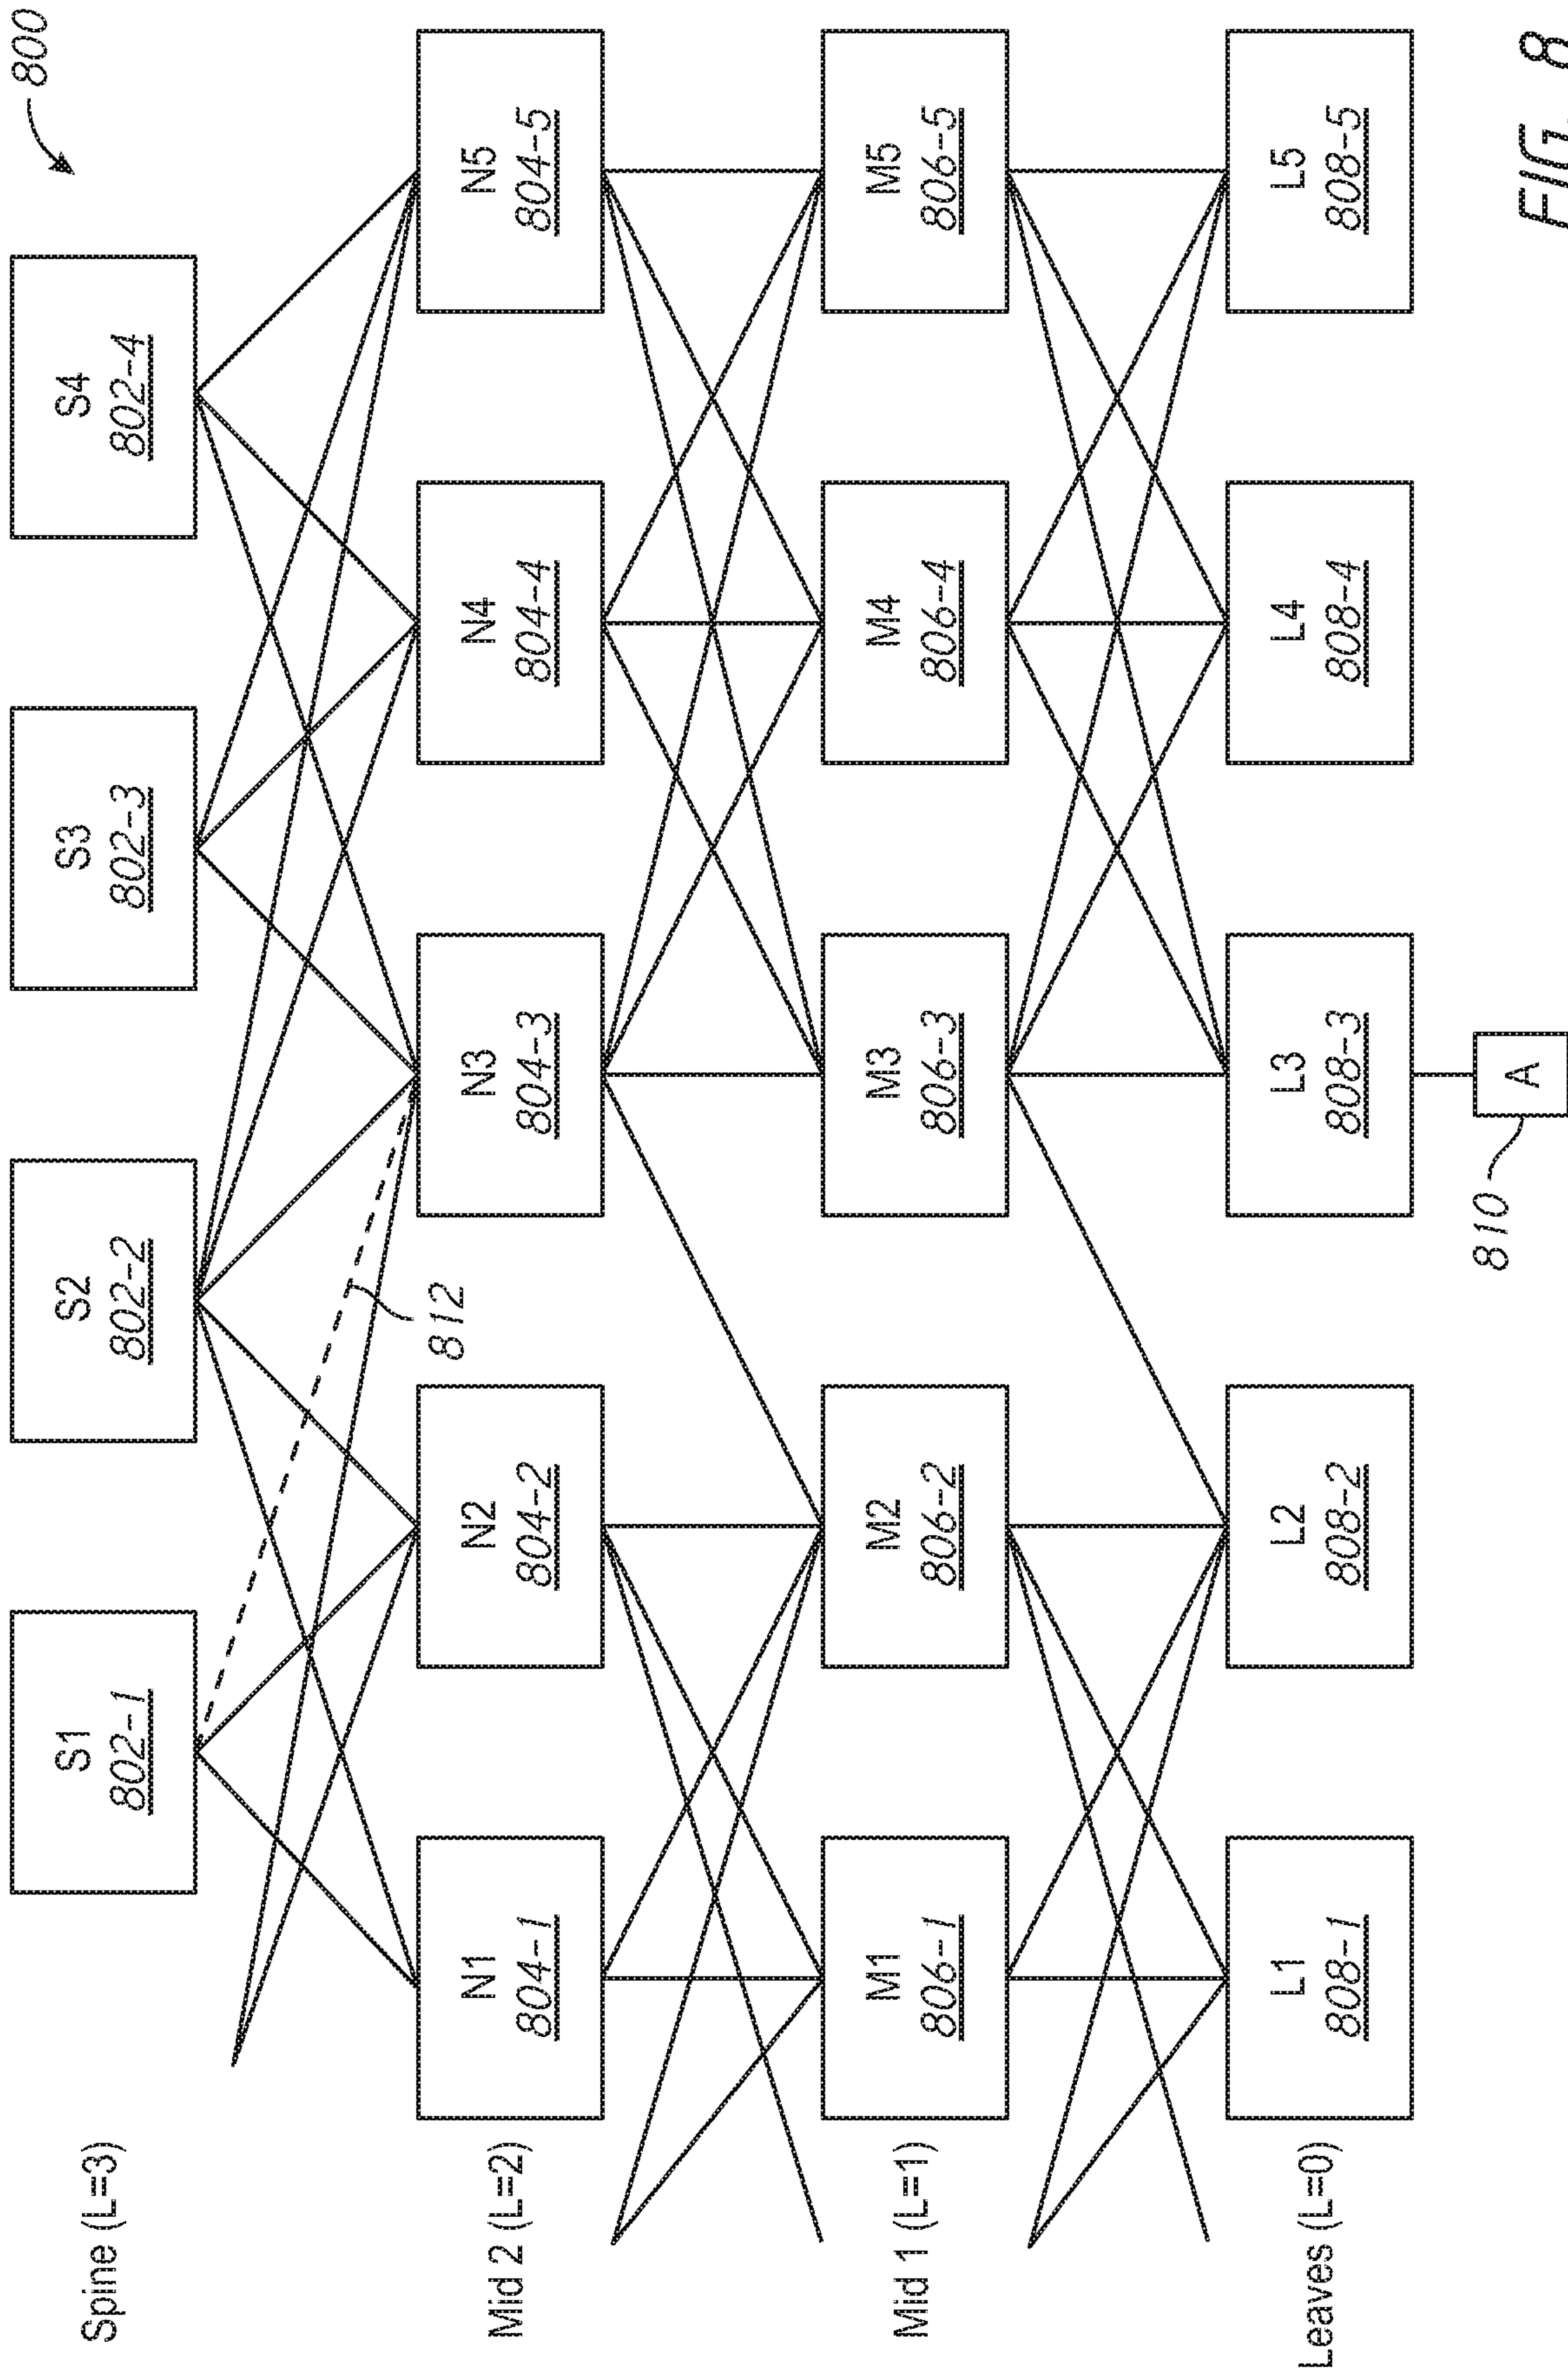 800
Spine (L=3)
S1
802-1
S2
802-2
S3
802-3
S4
802-4
812
Mid 2 (L=2)
N1
804-1
N2
804-2
N3
804-3
N4
804-4
N5
804-5
Mid 1 (L=1)
M1
806-1
M2
806-2
M3
806-3
M4
806-4
M5
806-5
Leaves (L=0)
L1
808-1
L2
808-2
L3
808-3
L4
808-4
L5
808-5
810
A
FIG. 8